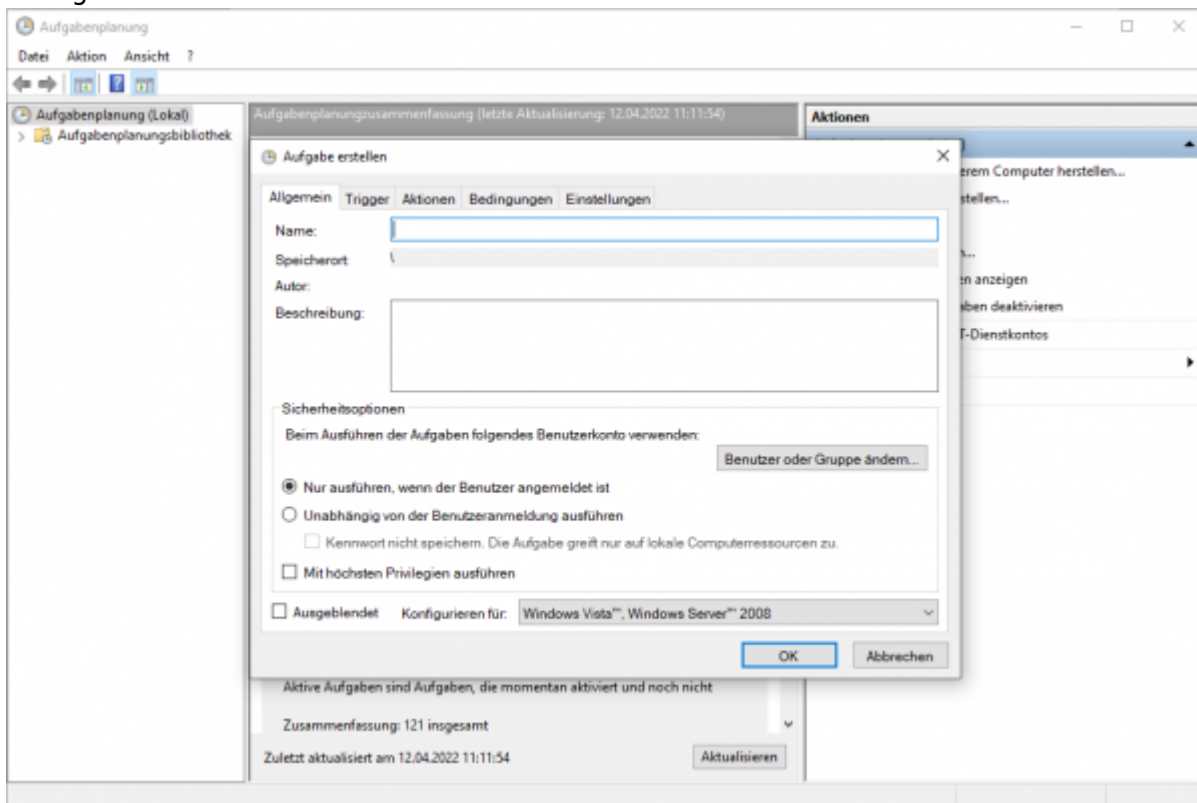 Aufgabenplanung
Datei Aktion Ansicht ?
Aufgabenplanung (Lokal)
Aufgabenplanungsbibliothek
Aufgabenplanungszusammenfassung (letzte Aktualisierung: 12.04.2022 11:11:54)
Aktionen
erem Computer herstellen...
stellen...
en anzeigen
aben deaktivieren
T-Dienstkontos
Aufgabe erstellen
Allgemein Trigger Aktionen Bedingungen Einstellungen
Name:
Speicherort \
Autor:
Beschreibung:
Sicherheitsoptionen
Beim Ausführen der Aufgaben folgendes Benutzerkonto verwenden:
Benutzer oder Gruppe ändern...
Nur ausführen, wenn der Benutzer angemeldet ist
Unabhängig von der Benutzeranmeldung ausführen
Kennwort nicht speichern. Die Aufgabe greift nur auf lokale Computerressourcen zu.
Mit höchsten Privilegien ausführen
Ausgeblendet Konfigurieren für: Windows Vista™, Windows Server™ 2008
OK Abbrechen
Aktive Aufgaben sind Aufgaben, die momentan aktiviert und noch nicht
Zusammenfassung: 121 insgesamt
Zuletzt aktualisiert am 12.04.2022 11:11:54 Aktualisieren